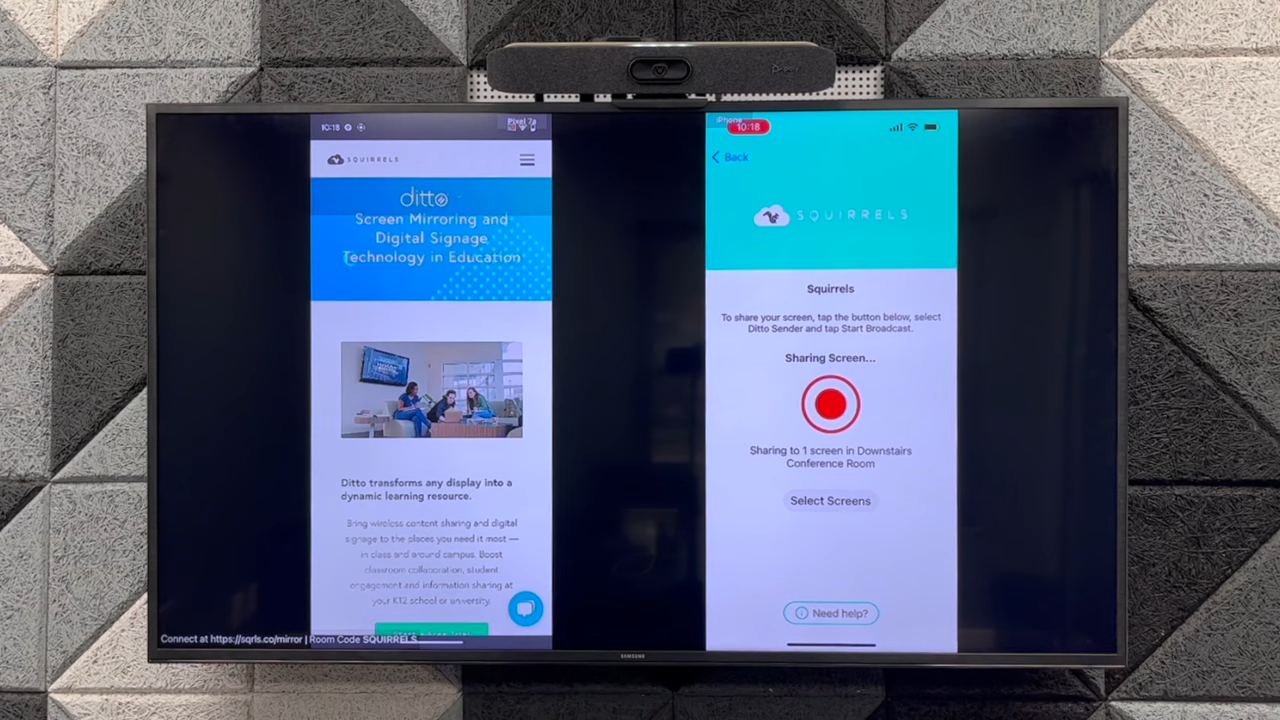 10:18
Pixel 7a
SQUIRRELS
ditto
Screen Mirroring and
Digital Signage
Technology in Education
Ditto transforms any display into a
dynamic learning resource.
Bring wireless content sharing and digital
signage to the places you need it most —
in class and around campus. Boost
classroom collaboration, student
engagement and information sharing at
your K12 school or university.
Connect at https://sqrls.co/mirror | Room Code SQUIRRELS
iPhone
10:18
Back
SQUIRRELS
Squirrels
To share your screen, tap the button below, select
Ditto Sender and tap Start Broadcast.
Sharing Screen...
Sharing to 1 screen in Downstairs
Conference Room
Select Screens
Need help?
SAMSUNG